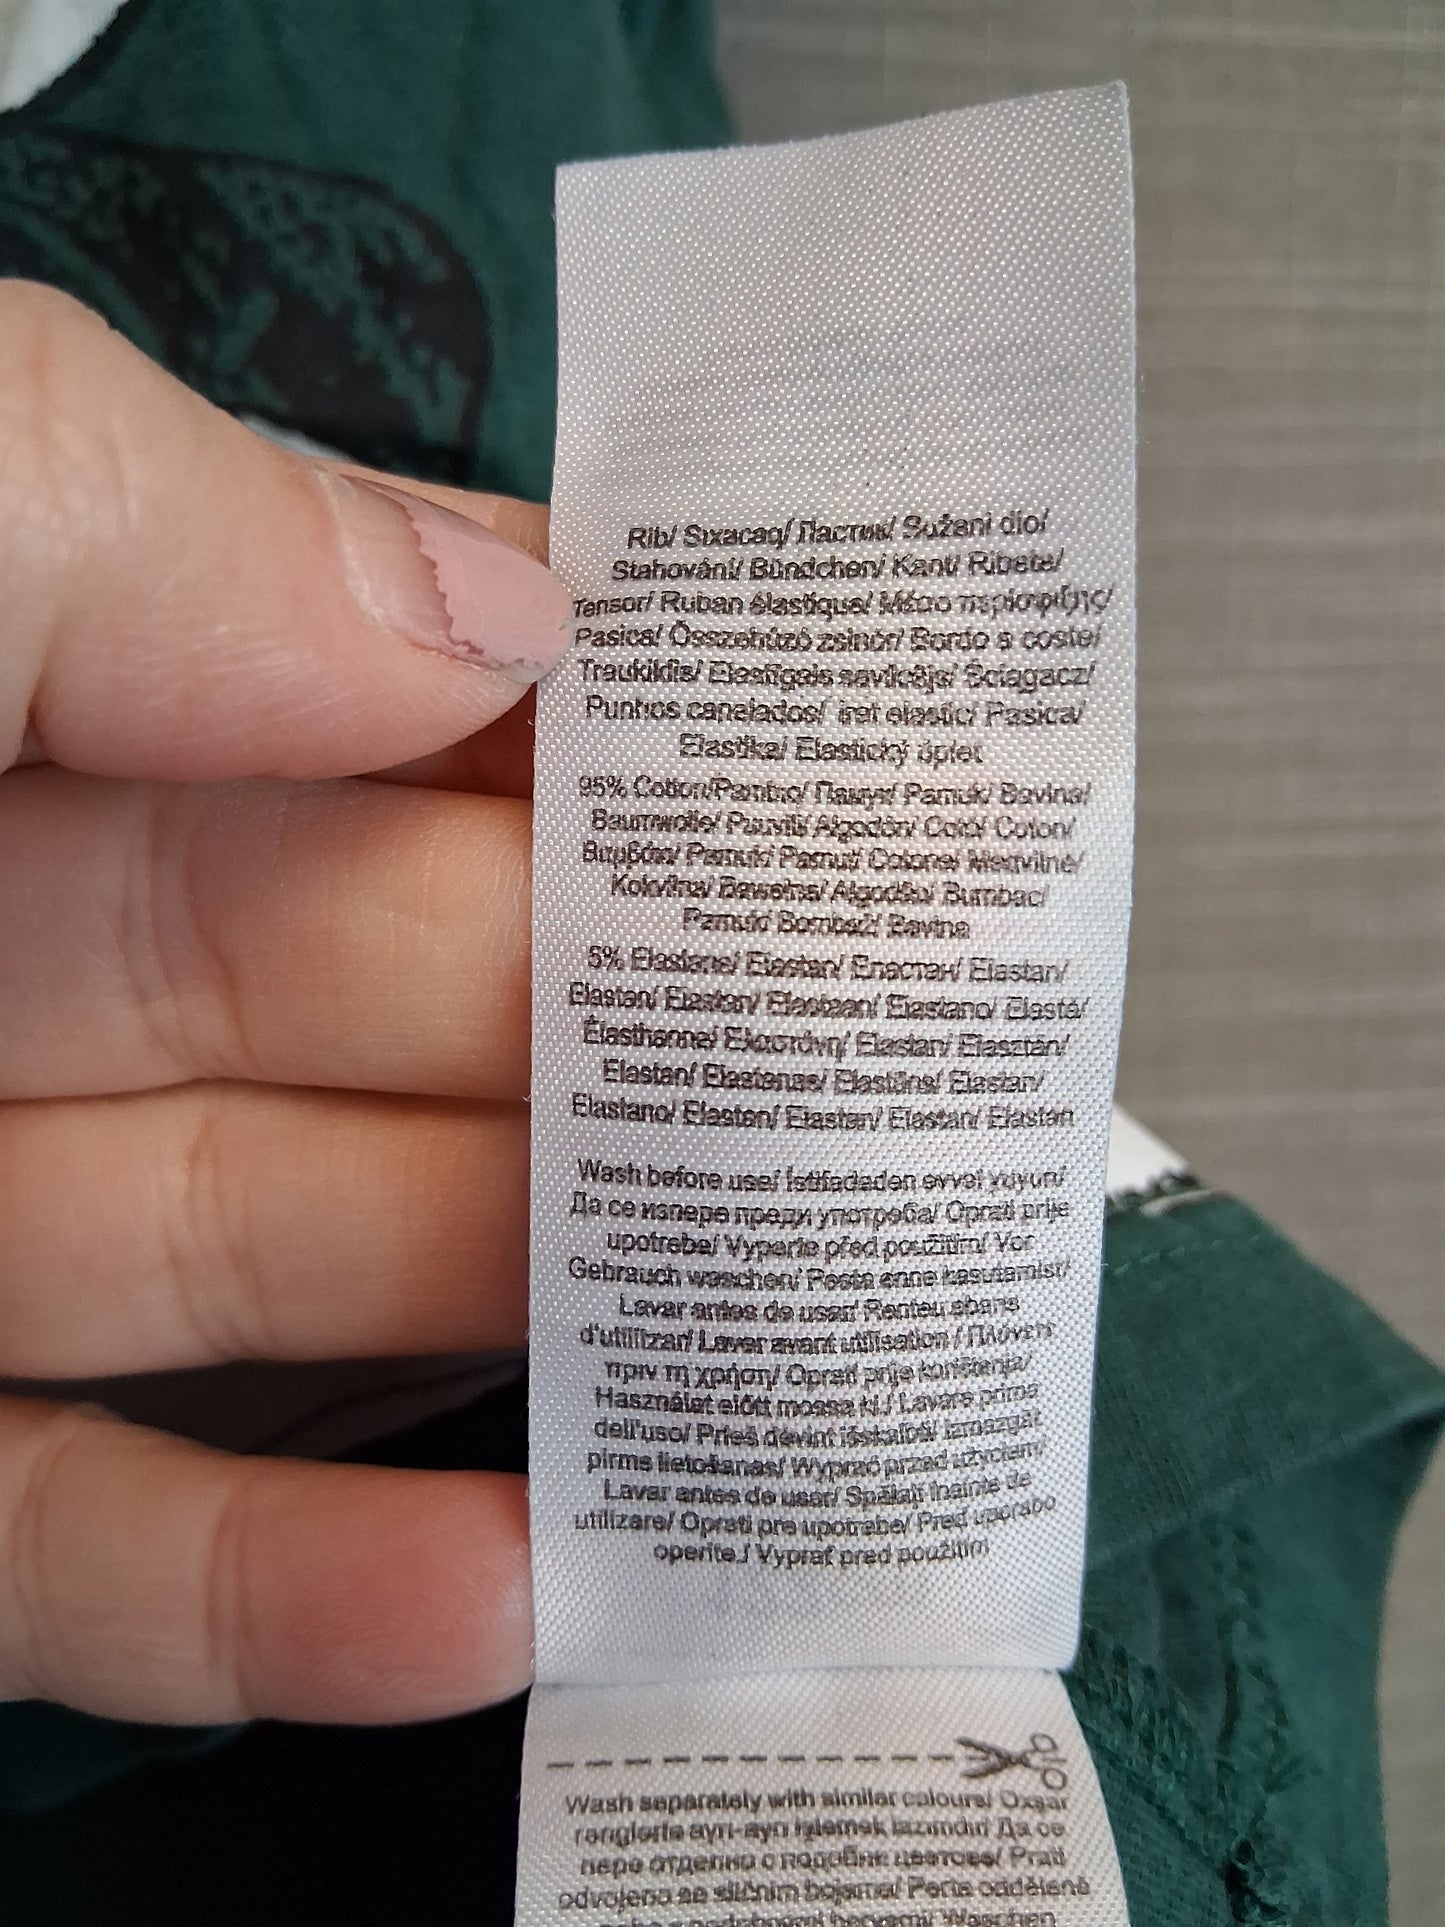 Rib/ Sıxacaq/ Ластик/ Sužani dio/
Stahování/ Bündchen/ Kant/ Ribete/
Tensor/ Ruban élastique/ Μέσο περίσφιξης/
Pasica/ Összehúzó zsinór/ Bordo a coste/
Traukiklis/ Elastīgais savilcējs/ Ściągacz/
Punhos canelados/ iret elastic/ Pasica/
Elastika/ Elastický úplet
95% Cotton/Pambıq/ Памук/ Pamuk/ Bavlna/
Baumwolle/ Puuvill/ Algodón/ Cotó/ Coton/
Βαμβάκι/ Pamuk/ Pamut/ Cotone/ Medvilnė/
Kokvilna/ Bawełna/ Algodão/ Bumbac/
Pamuk/ Bombaž/ Bavlna
5% Elastane/ Elastan/ Еластан/ Elastan/
Elastan/ Elastan/ Elastaan/ Elastano/ Elastà/
Élasthanne/ Ελαστάνη/ Elastan/ Elasztán/
Elastan/ Elastanas/ Elastāns/ Elastan/
Elastano/ Elastan/ Elastan/ Elastan/ Elastan
Wash before use/ İstifadədən əvvəl yuyun/
Да се изпере преди употреба/ Oprati prije
upotrebe/ Vyperte před použitím/ Vor
Gebrauch waschen/ Pesta enne kasutamist/
Lavar antes de usar/ Renteu abans
d'utilitzar/ Laver avant utilisation / Πλύνετε
πριν τη χρήση/ Oprati prije korištenja/
Használat előtt mossa ki./ Lavare prima
dell'uso/ Prieš dėvint išskalbti/ Izmazgāt
pirms lietošanas/ Wyprać przed użyciem/
Lavar antes de usar/ Spălați înainte de
utilizare/ Oprati pre upotrebe/ Pred uporabo
operite./ Vyprať pred použitím
Wash separately with similar colours/ Oxşar
rənglərlə ayrı-ayrı işləmək lazımdır/ Да се
пере отделно с подобни цветове/ Prati
odvojeno sa sličnim bojama/ Perte odděleně
Waschen